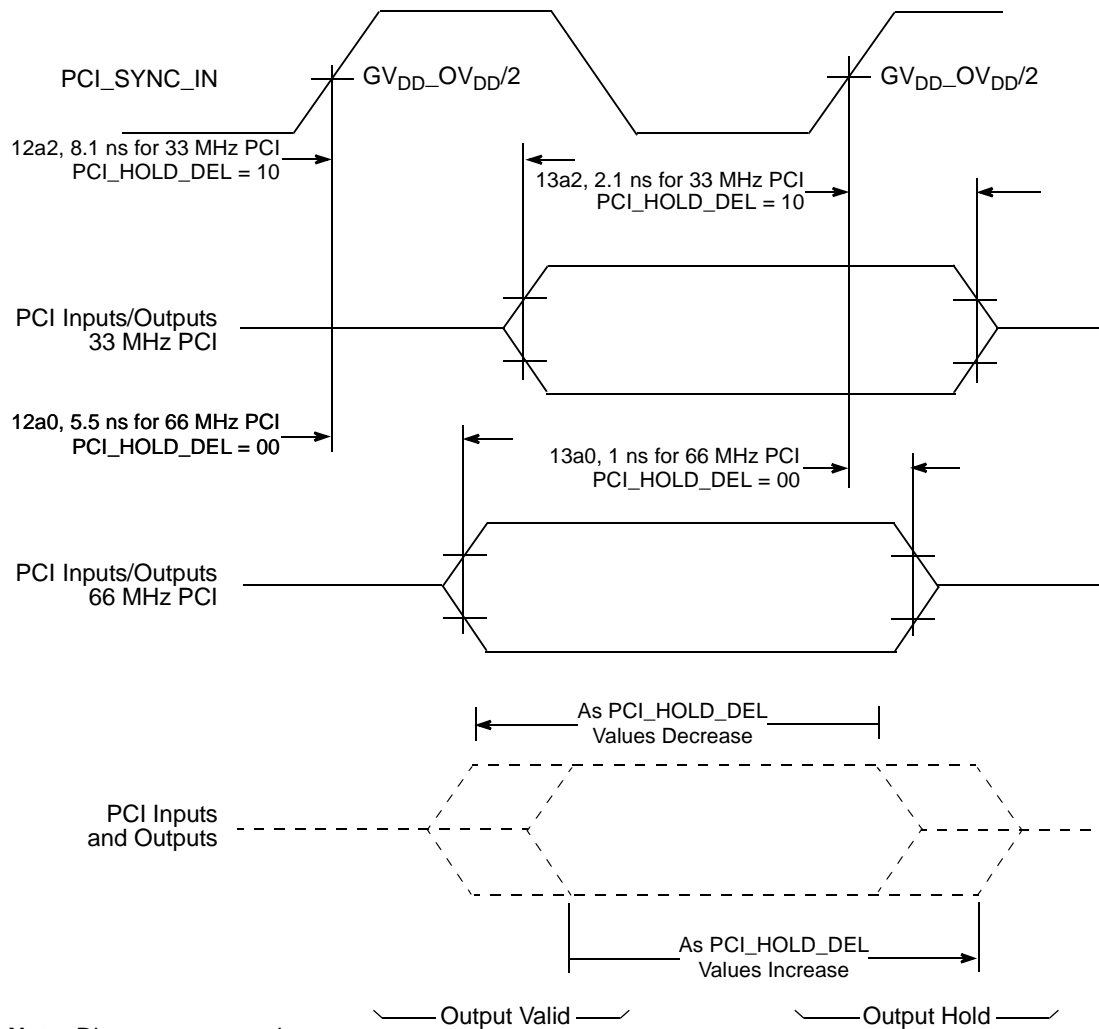 PCI_SYNC_IN
GVDD_OVDD/2
GVDD_OVDD/2
12a2, 8.1 ns for 33 MHz PCI
PCI_HOLD_DEL = 10
13a2, 2.1 ns for 33 MHz PCI
PCI_HOLD_DEL = 10
PCI Inputs/Outputs
33 MHz PCI
12a0, 5.5 ns for 66 MHz PCI
PCI_HOLD_DEL = 00
13a0, 1 ns for 66 MHz PCI
PCI_HOLD_DEL = 00
PCI Inputs/Outputs
66 MHz PCI
As PCI_HOLD_DEL
Values Decrease
PCI Inputs
and Outputs
As PCI_HOLD_DEL
Values Increase
Output Valid
Output Hold